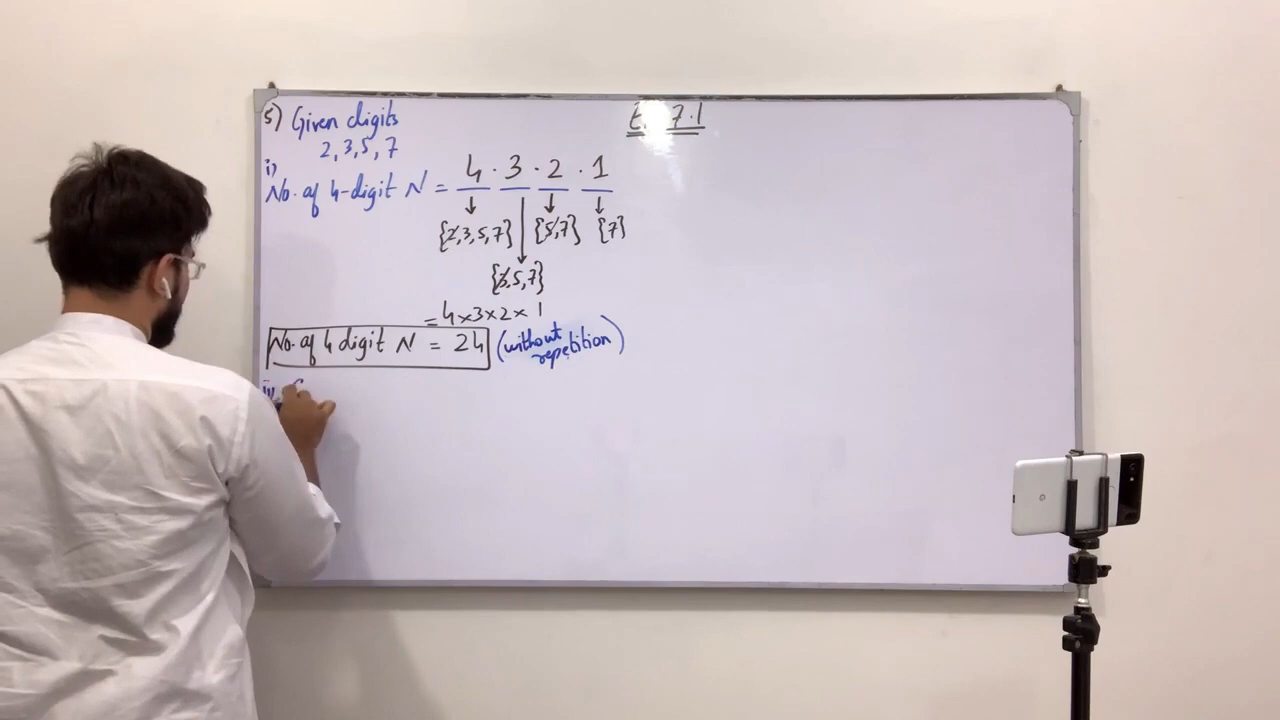 5) Given digits
2, 3, 5, 7
Ex 7.1
i)
No. of 4-digit N = 4 · 3 · 2 · 1
{2, 3, 5, 7} {5, 7} {7}
{3, 5, 7}
= 4 × 3 × 2 × 1
No. of 4 digit N = 24 (without repetition)
ii)